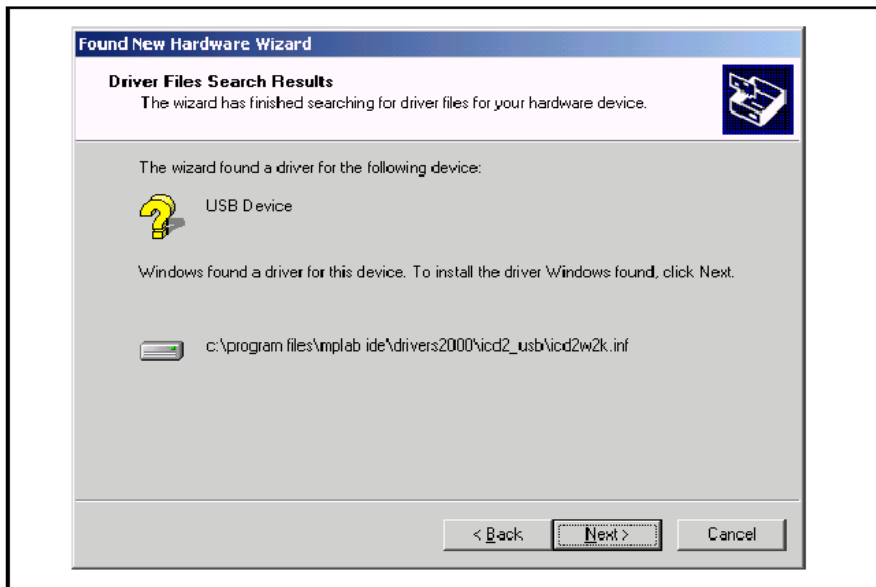 Found New Hardware Wizard
Driver Files Search Results
The wizard has finished searching for driver files for your hardware device.
The wizard found a driver for the following device:
USB Device
Windows found a driver for this device. To install the driver Windows found, click Next.
c:\program files\mplab ide\drivers2000\icd2_usb\icd2w2k.inf
< Back
Next >
Cancel